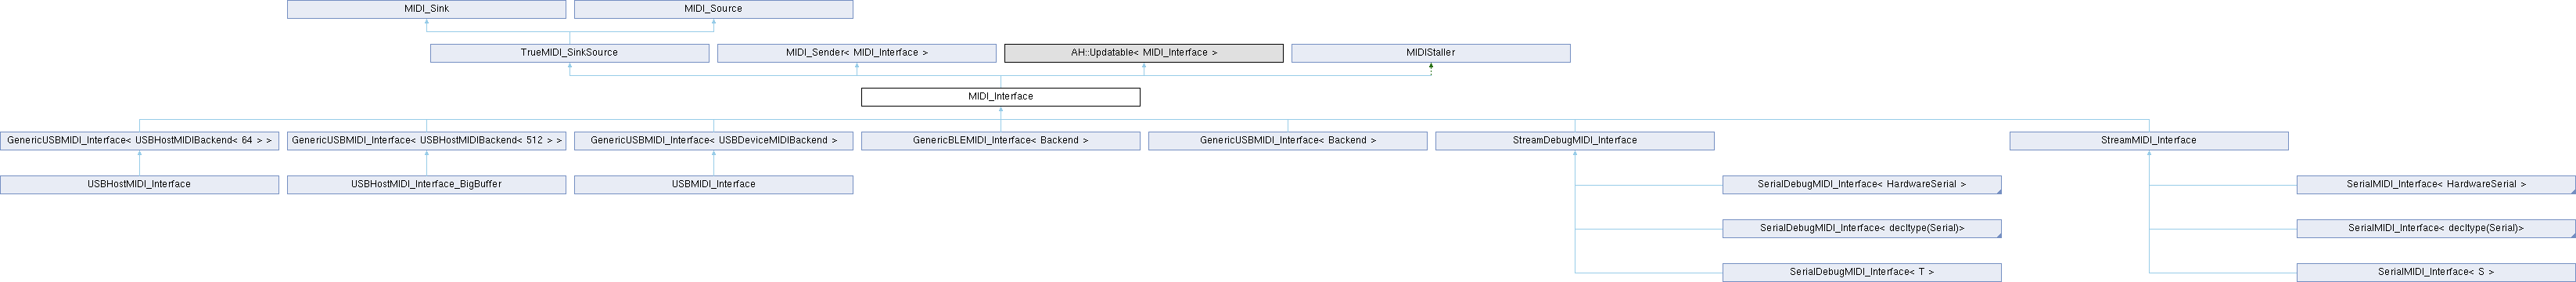 MIDI_Sink
MIDI_Source
TrueMIDI_SinkSource
MIDI_Sender< MIDI_Interface >
AH::Updatable< MIDI_Interface >
MIDIStaller
MIDI_Interface
GenericUSBMIDI_Interface< USBHostMIDIBackend< 64 > >
GenericUSBMIDI_Interface< USBHostMIDIBackend< 512 > >
GenericUSBMIDI_Interface< USBDeviceMIDIBackend >
GenericBLEMIDI_Interface< Backend >
GenericUSBMIDI_Interface< Backend >
StreamDebugMIDI_Interface
StreamMIDI_Interface
USBHostMIDI_Interface
USBHostMIDI_Interface_BigBuffer
USBMIDI_Interface
SerialDebugMIDI_Interface< HardwareSerial >
SerialMIDI_Interface< HardwareSerial >
SerialDebugMIDI_Interface< decltype(Serial)>
SerialMIDI_Interface< decltype(Serial)>
SerialDebugMIDI_Interface< T >
SerialMIDI_Interface< S >